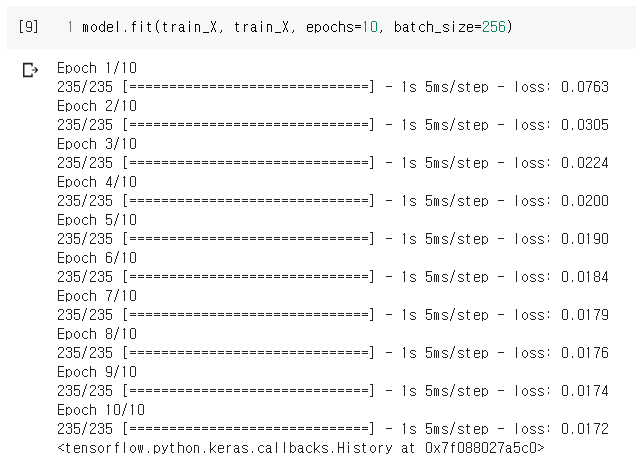 [9] 1 model.fit(train_X, train_X, epochs=10, batch_size=256)
Epoch 1/10
235/235 [==============================] - 1s 5ms/step - loss: 0.0763
Epoch 2/10
235/235 [==============================] - 1s 5ms/step - loss: 0.0305
Epoch 3/10
235/235 [==============================] - 1s 5ms/step - loss: 0.0224
Epoch 4/10
235/235 [==============================] - 1s 5ms/step - loss: 0.0200
Epoch 5/10
235/235 [==============================] - 1s 5ms/step - loss: 0.0190
Epoch 6/10
235/235 [==============================] - 1s 5ms/step - loss: 0.0184
Epoch 7/10
235/235 [==============================] - 1s 5ms/step - loss: 0.0179
Epoch 8/10
235/235 [==============================] - 1s 5ms/step - loss: 0.0176
Epoch 9/10
235/235 [==============================] - 1s 5ms/step - loss: 0.0174
Epoch 10/10
235/235 [==============================] - 1s 5ms/step - loss: 0.0172
<tensorflow.python.keras.callbacks.History at 0x7f088027a5c0>